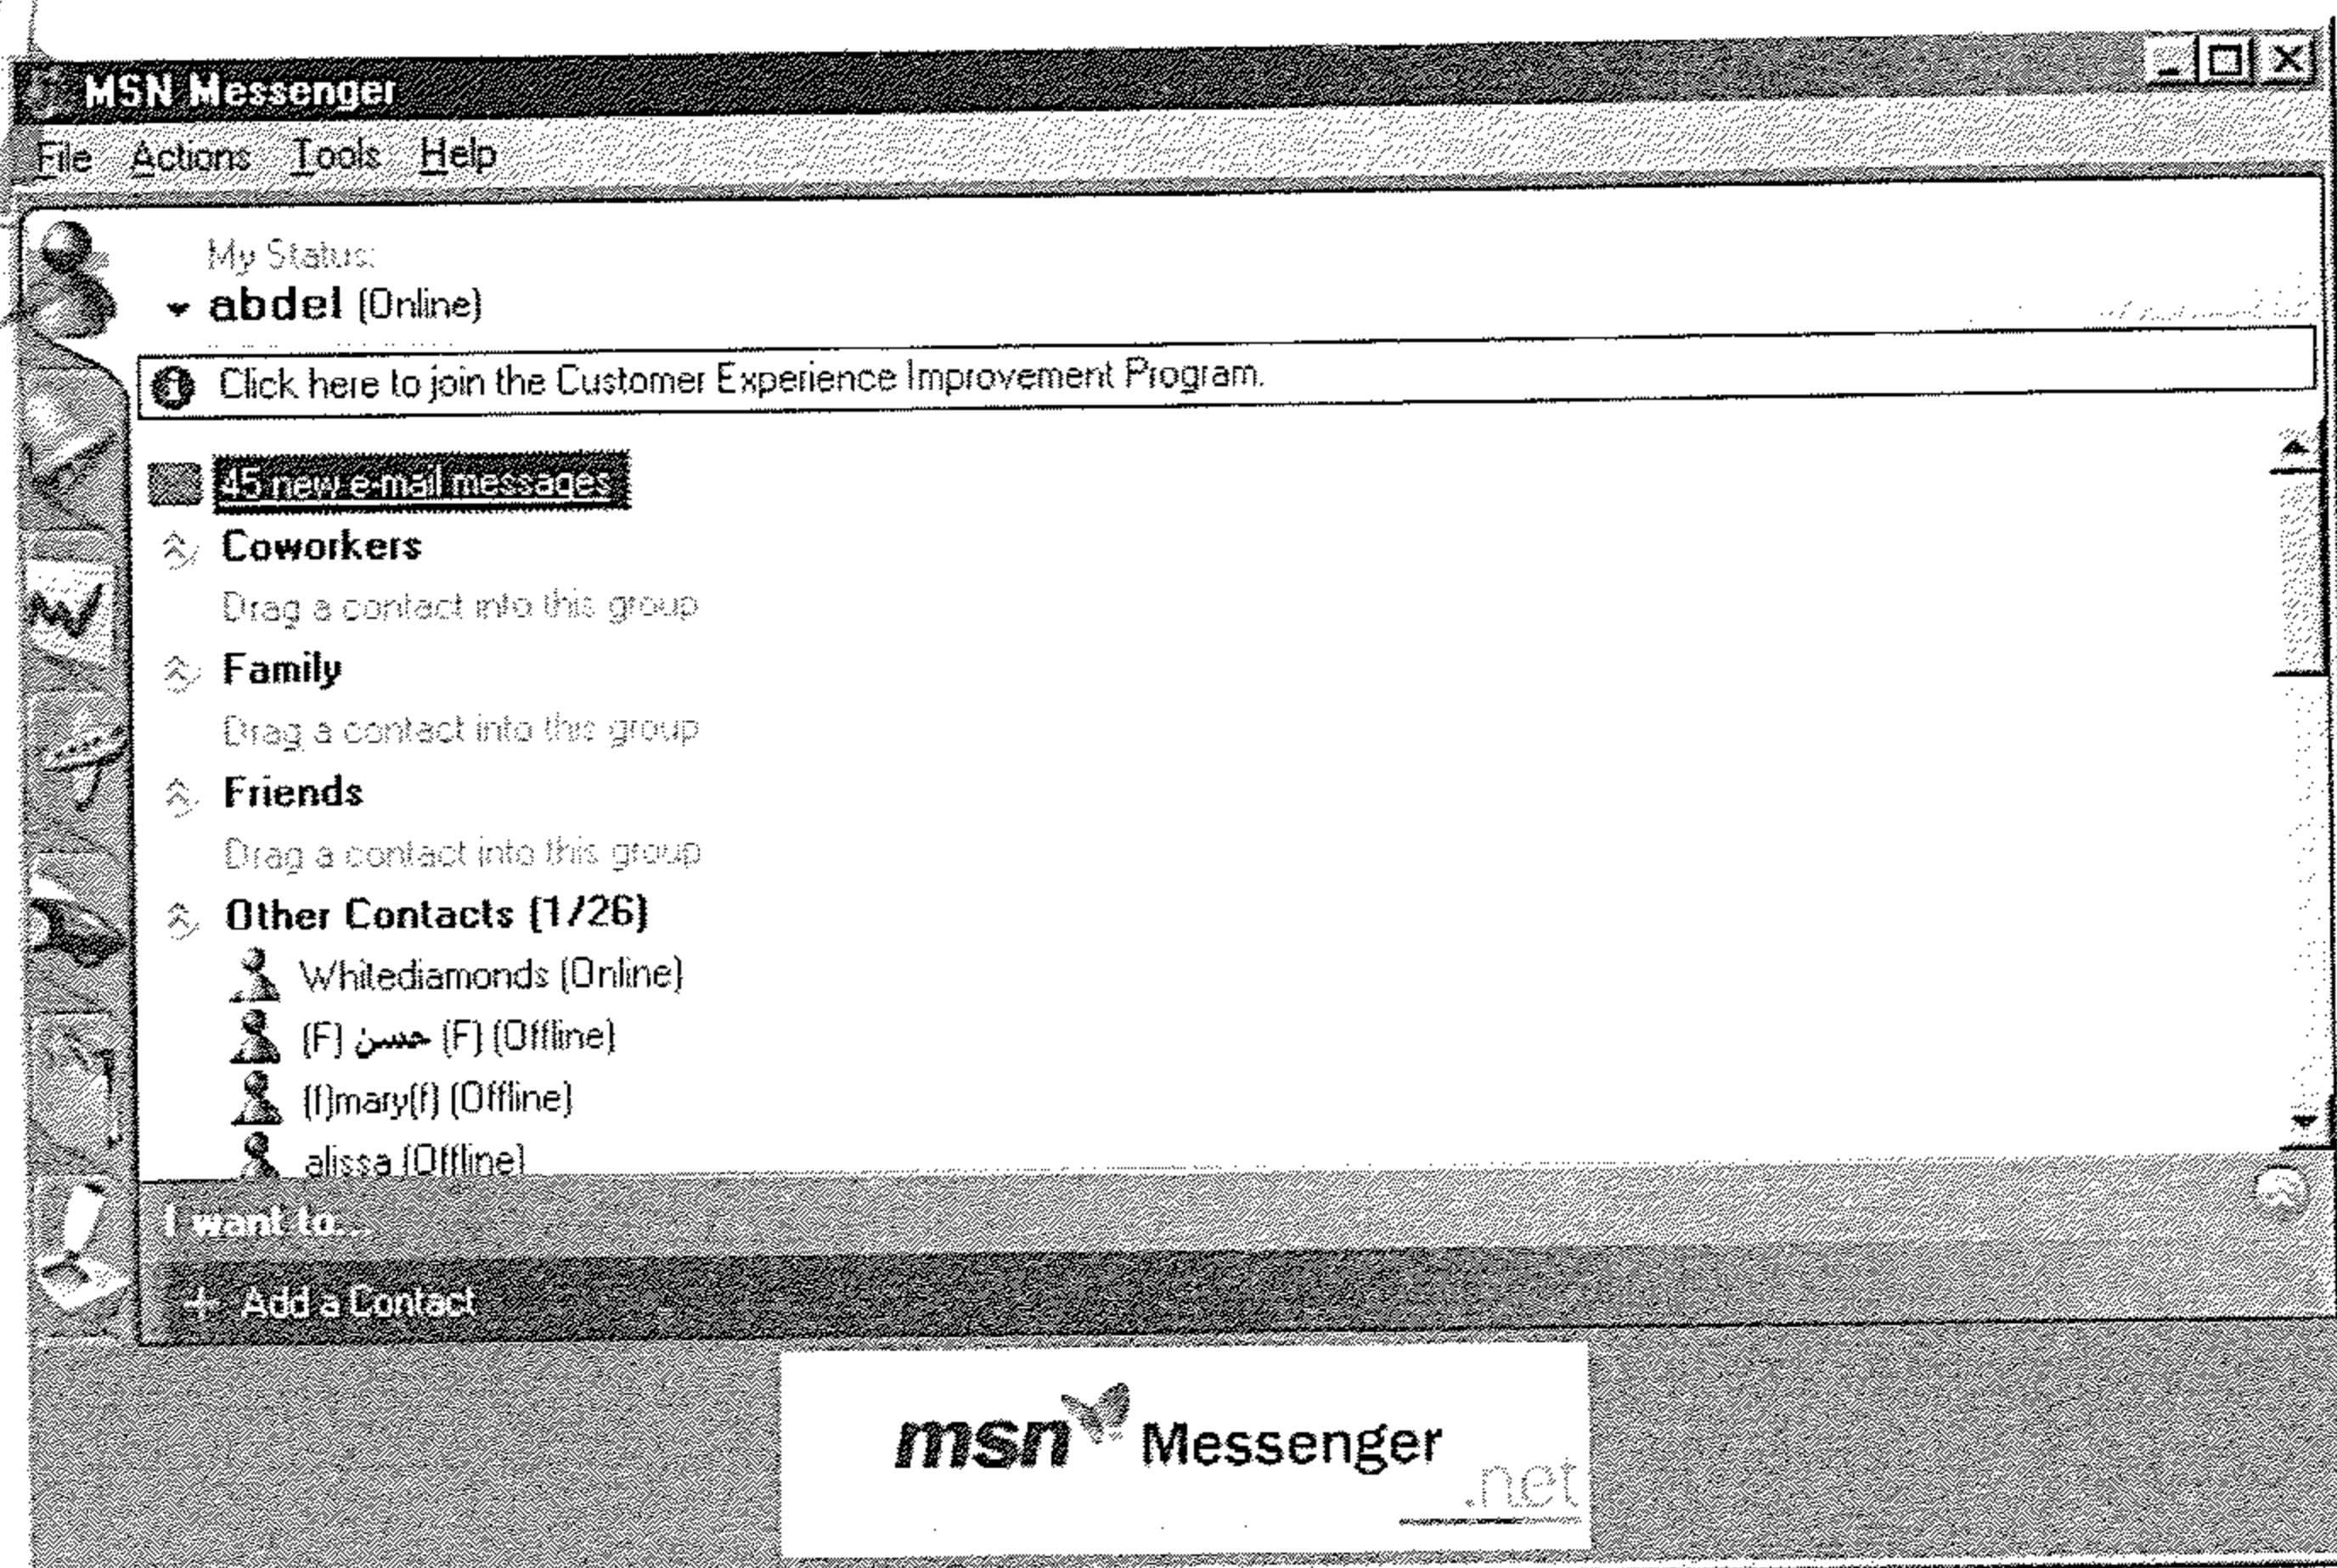 MSN Messenger
File Actions Tools Help
My Status:
abdel (Online)
Click here to join the Customer Experience Improvement Program.
45 new e-mail messages
Coworkers
Drag a contact into this group
Family
Drag a contact into this group
Friends
Drag a contact into this group
Other Contacts (1/26)
Whitediamonds (Online)
(F) حسن (F) (Offline)
(f)mary(f) (Offline)
alissa (Offline)
I want to...
+ Add a Contact
msn Messenger
.net